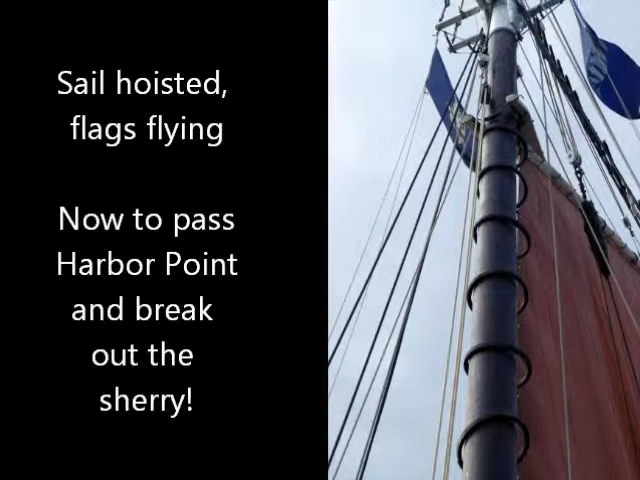 Sail hoisted,
flags flying
Now to pass
Harbor Point
and break
out the
sherry!